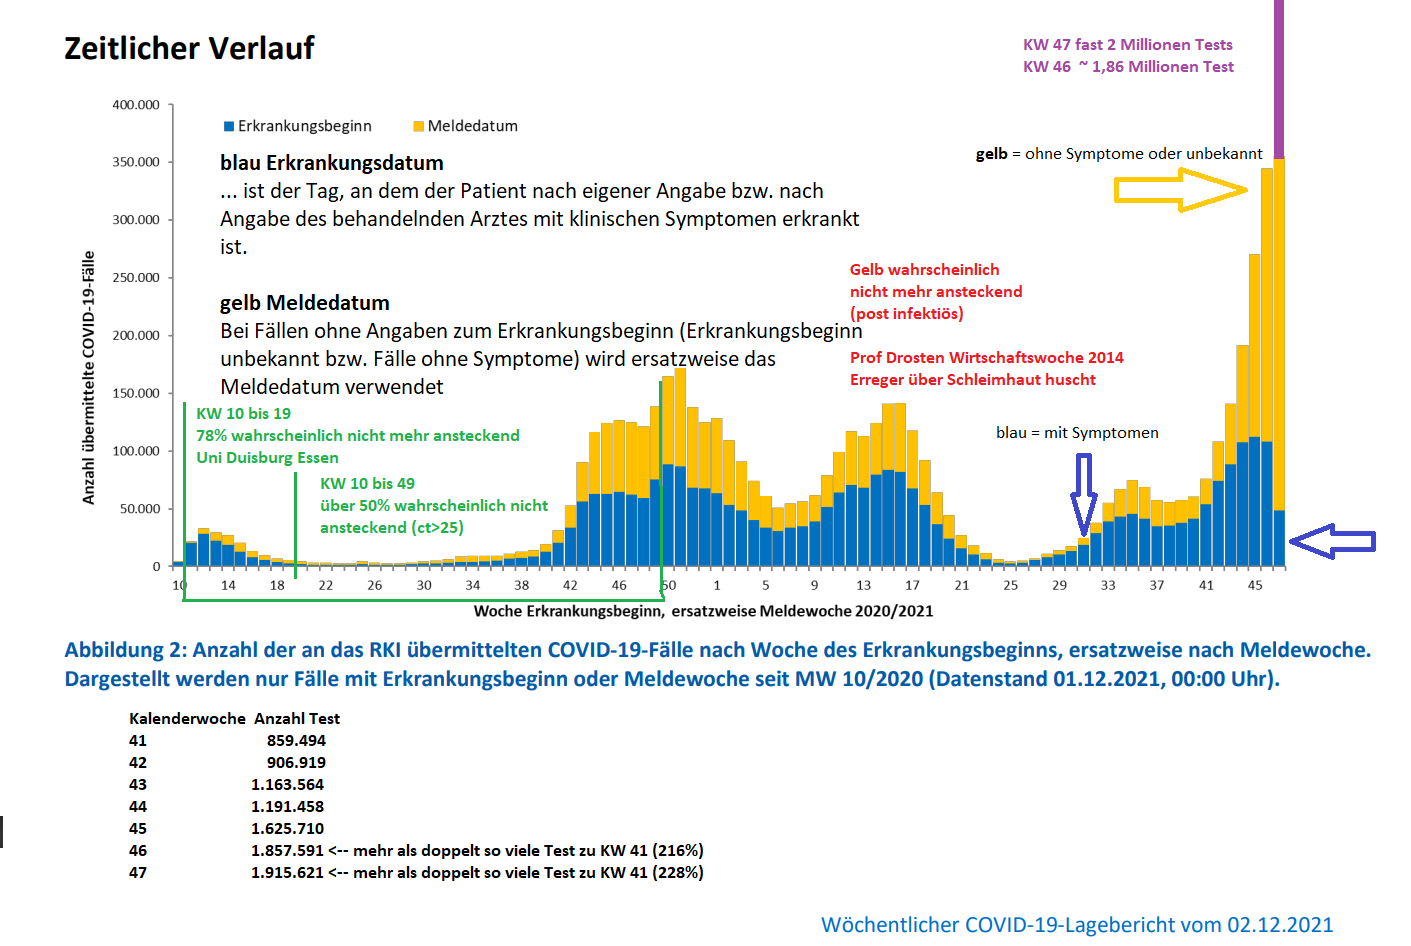 Zeitlicher Verlauf
KW 47 fast 2 Millionen Tests
KW 46 ~ 1,86 Millionen Test
400.000
350.000
300.000
250.000
200.000
150.000
100.000
50.000
0
Anzahl übermittelte COVID-19-Fälle
Erkrankungsbeginn Meldedatum
blau Erkrankungsdatum
... ist der Tag, an dem der Patient nach eigener Angabe bzw. nach
Angabe des behandelnden Arztes mit klinischen Symptomen erkrankt
ist.
gelb Meldedatum
Bei Fällen ohne Angaben zum Erkrankungsbeginn (Erkrankungsbeginn
unbekannt bzw. Fälle ohne Symptome) wird ersatzweise das
Meldedatum verwendet
gelb = ohne Symptome oder unbekannt
Gelb wahrscheinlich
nicht mehr ansteckend
(post infektiös)
Prof Drosten Wirtschaftswoche 2014
Erreger über Schleimhaut huscht
blau = mit Symptomen
KW 10 bis 19
78% wahrscheinlich nicht mehr ansteckend
Uni Duisburg Essen
KW 10 bis 49
über 50% wahrscheinlich nicht
ansteckend (ct>25)
10 14 18 22 26 30 34 38 42 46 50 1 5 9 13 17 21 25 29 33 37 41 45
Woche Erkrankungsbeginn, ersatzweise Meldewoche 2020/2021
Abbildung 2: Anzahl der an das RKI übermittelten COVID-19-Fälle nach Woche des Erkrankungsbeginns, ersatzweise nach Meldewoche.
Dargestellt werden nur Fälle mit Erkrankungsbeginn oder Meldewoche seit MW 10/2020 (Datenstand 01.12.2021, 00:00 Uhr).
Kalenderwoche Anzahl Test
41 859.494
42 906.919
43 1.163.564
44 1.191.458
45 1.625.710
46 1.857.591 <-- mehr als doppelt so viele Test zu KW 41 (216%)
47 1.915.621 <-- mehr als doppelt so viele Test zu KW 41 (228%)
Wöchentlicher COVID-19-Lagebericht vom 02.12.2021